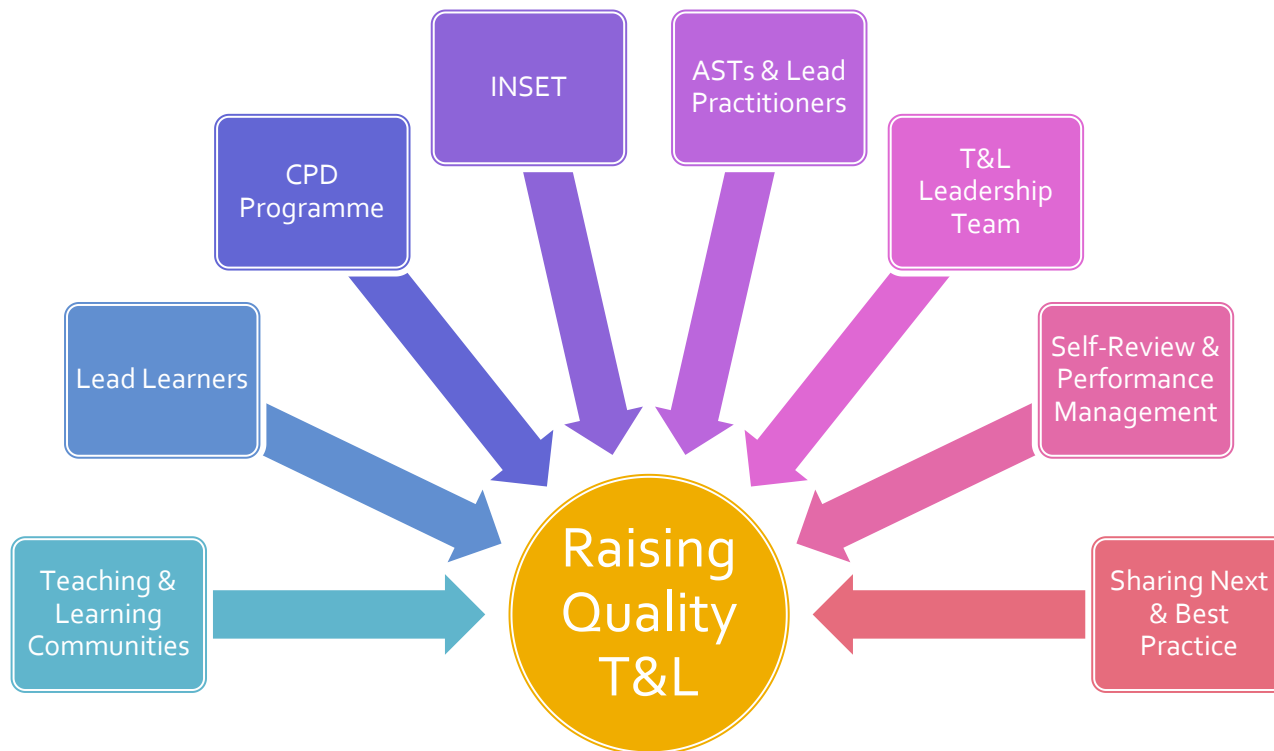 INSET
ASTs & Lead
Practitioners
CPD
Programme
T&L
Leadership
Team
Lead Learners
Self-Review &
Performance
Management
Teaching &
Learning
Communities
Sharing Next
& Best
Practice
Raising
Quality
T&L